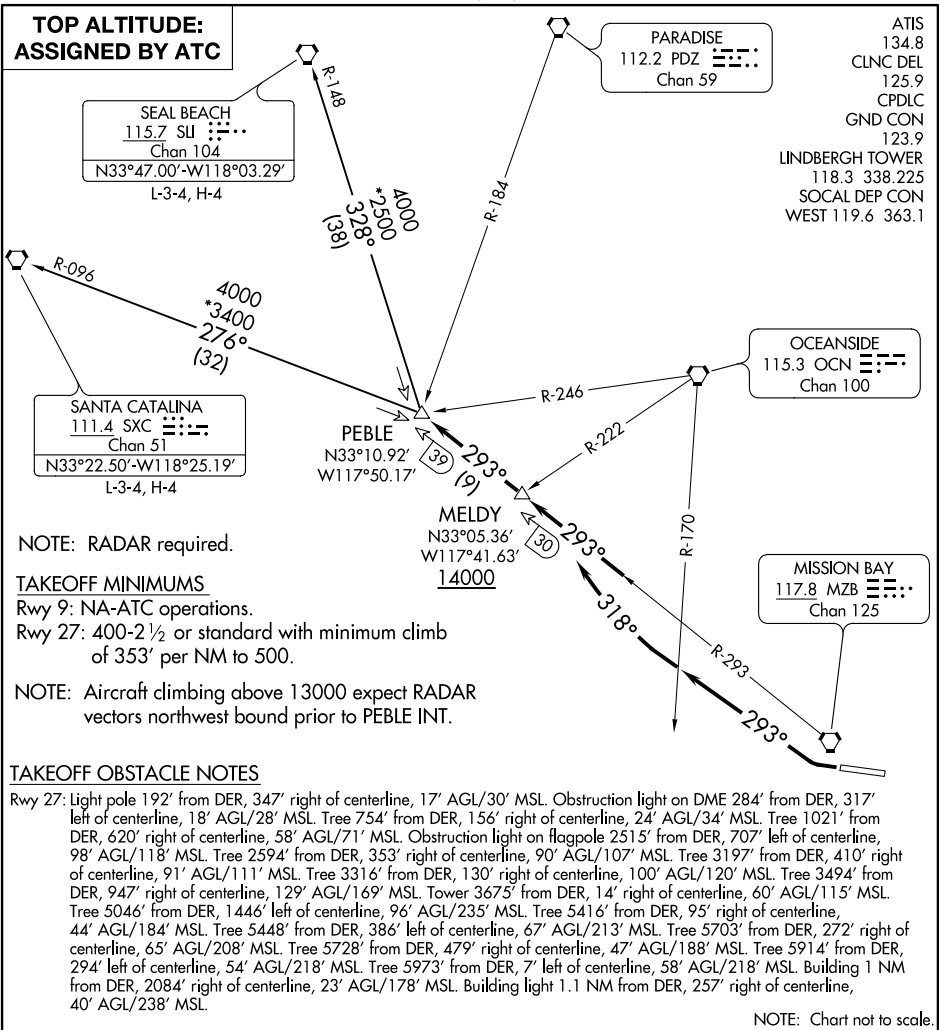 TOP ALTITUDE:
ASSIGNED BY ATC
ATIS
134.8
CLNC DEL
125.9
CPDLC
GND CON
123.9
LINDBERGH TOWER
118.3 338.225
SOCAL DEP CON
WEST 119.6 363.1
PARADISE
112.2 PDZ
Chan 59
R-148
SEAL BEACH
115.7 SLI
Chan 104
N33°47.00'-W118°03.29'
L-3-4, H-4
R-184
4000
*2500
328°
(38)
R-096
4000
*3400
276°
(32)
OCEANSIDE
115.3 OCN
Chan 100
R-246
R-222
SANTA CATALINA
111.4 SXC
Chan 51
N33°22.50'-W118°25.19'
L-3-4, H-4
PEBLE
N33°10.92'
W117°50.17'
39
293°
(9)
MELDY
N33°05.36'
W117°41.63'
14000
30
293°
R-170
MISSION BAY
117.8 MZB
Chan 125
318°
R-293
293°
NOTE: RADAR required.
TAKEOFF MINIMUMS
Rwy 9: NA-ATC operations.
Rwy 27: 400-2½ or standard with minimum climb
of 353' per NM to 500.
NOTE: Aircraft climbing above 13000 expect RADAR
vectors northwest bound prior to PEBLE INT.
TAKEOFF OBSTACLE NOTES
Rwy 27: Light pole 192' from DER, 347' right of centerline, 17' AGL/30' MSL. Obstruction light on DME 284' from DER, 317'
left of centerline, 18' AGL/28' MSL. Tree 754' from DER, 156' right of centerline, 24' AGL/34' MSL. Tree 1021' from
DER, 620' right of centerline, 58' AGL/71' MSL. Obstruction light on flagpole 2515' from DER, 707' left of centerline,
98' AGL/118' MSL. Tree 2594' from DER, 353' right of centerline, 90' AGL/107' MSL. Tree 3197' from DER, 410' right
of centerline, 91' AGL/111' MSL. Tree 3316' from DER, 130' right of centerline, 100' AGL/120' MSL. Tree 3494' from
DER, 947' right of centerline, 129' AGL/169' MSL. Tower 3675' from DER, 14' right of centerline, 60' AGL/115' MSL.
Tree 5046' from DER, 1446' left of centerline, 96' AGL/235' MSL. Tree 5416' from DER, 95' right of centerline,
44' AGL/184' MSL. Tree 5448' from DER, 386' left of centerline, 67' AGL/213' MSL. Tree 5703' from DER, 272' right of
centerline, 65' AGL/208' MSL. Tree 5728' from DER, 479' right of centerline, 47' AGL/188' MSL. Tree 5914' from DER,
294' left of centerline, 54' AGL/218' MSL. Tree 5973' from DER, 7' left of centerline, 58' AGL/218' MSL. Building 1 NM
from DER, 2084' right of centerline, 23' AGL/178' MSL. Building light 1.1 NM from DER, 257' right of centerline,
40' AGL/238' MSL.
NOTE: Chart not to scale.